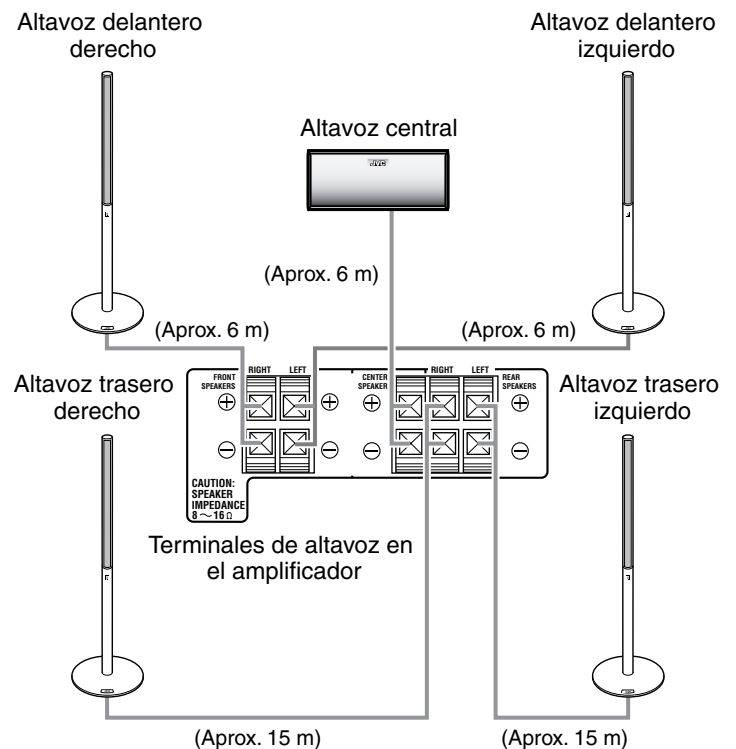 Altavoz delantero
derecho
Altavoz delantero
izquierdo
Altavoz central
JVC
(Aprox. 6 m)
(Aprox. 6 m)
(Aprox. 6 m)
Altavoz trasero
derecho
FRONT
SPEAKERS
RIGHT
LEFT
CENTER
SPEAKER
RIGHT
LEFT
REAR
SPEAKERS
Altavoz trasero
izquierdo
+ + + +
− − − −
CAUTION:
SPEAKER
IMPEDANCE
8～16Ω
Terminales de altavoz en
el amplificador
(Aprox. 15 m)
(Aprox. 15 m)